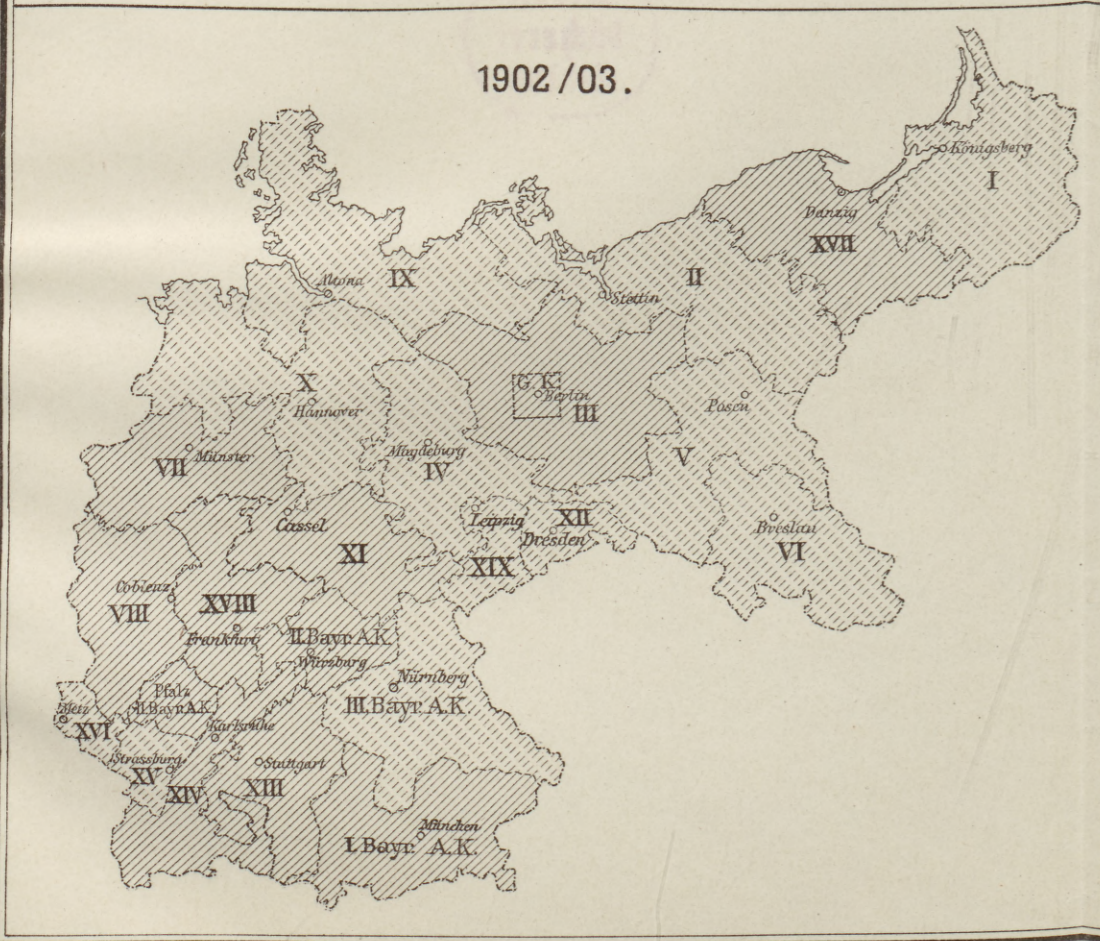 1902/03.
Königsberg
I
Danzig
XVII
Altona
IX
II
Stettin
X
Hannover
G. K.
Berlin
III
Posen
V
Münster
VII
Magdeburg
IV
Cassel
XI
Leipzig
XII
Dresden
XIX
Breslau
VI
Coblenz
VIII
XVIII
Frankfurt
II. Bayr. A.K.
Würzburg
Nürnberg
III. Bayr. A.K.
Pfalz
II. Bayr. A.K.
Metz
XVI
Karlsruhe
Strassburg
XV
XIV
Stuttgart
XIII
München
I. Bayr. A.K.